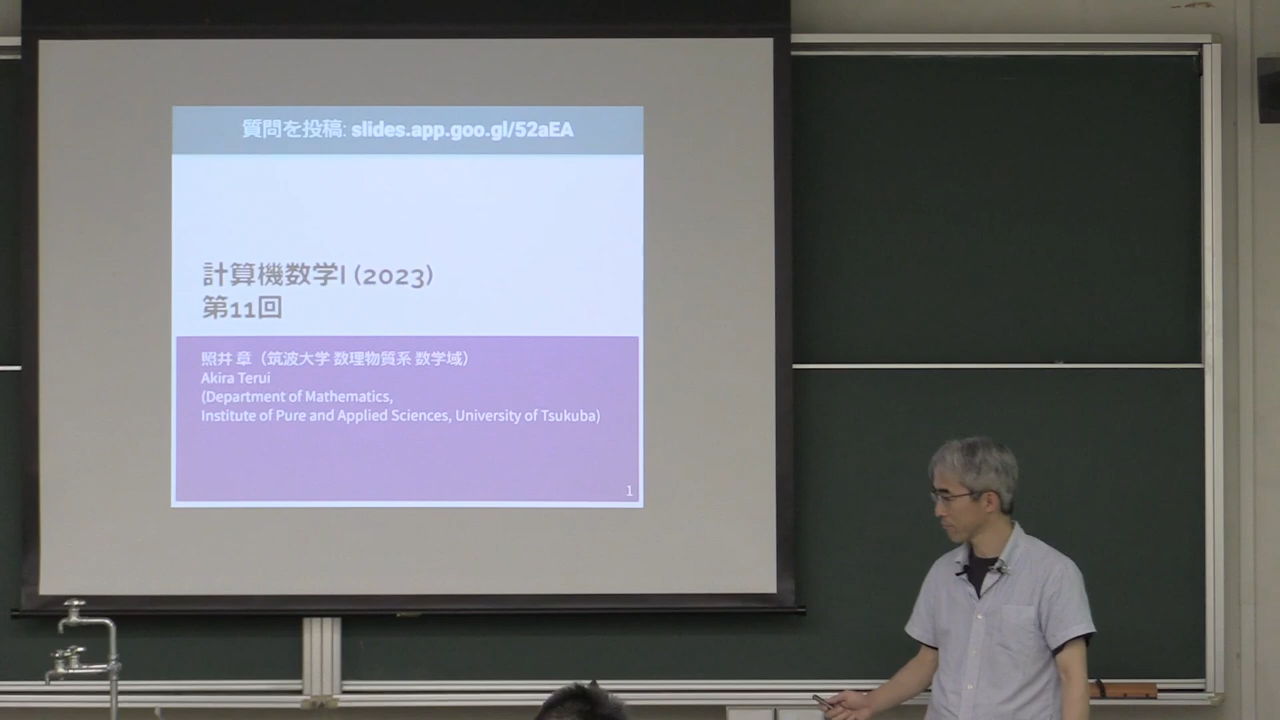 質問を投稿: slides.app.goo.gl/52aEA
計算機数学I (2023)
第11回
照井 章（筑波大学 数理物質系 数学域）
Akira Terui
(Department of Mathematics,
Institute of Pure and Applied Sciences, University of Tsukuba)
1